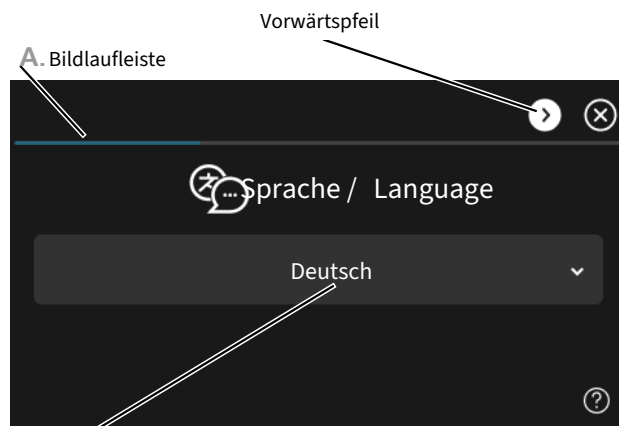 Vorwärtspfeil
A. Bildlaufleiste
Sprache / Language
Deutsch